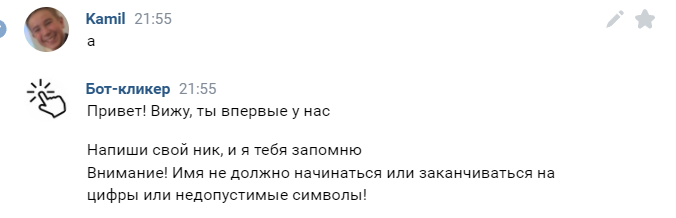 Kamil 21:55
а
Бот-кликер 21:55
Привет! Вижу, ты впервые у нас
Напиши свой ник, и я тебя запомню
Внимание! Имя не должно начинаться или заканчиваться на
цифры или недопустимые символы!